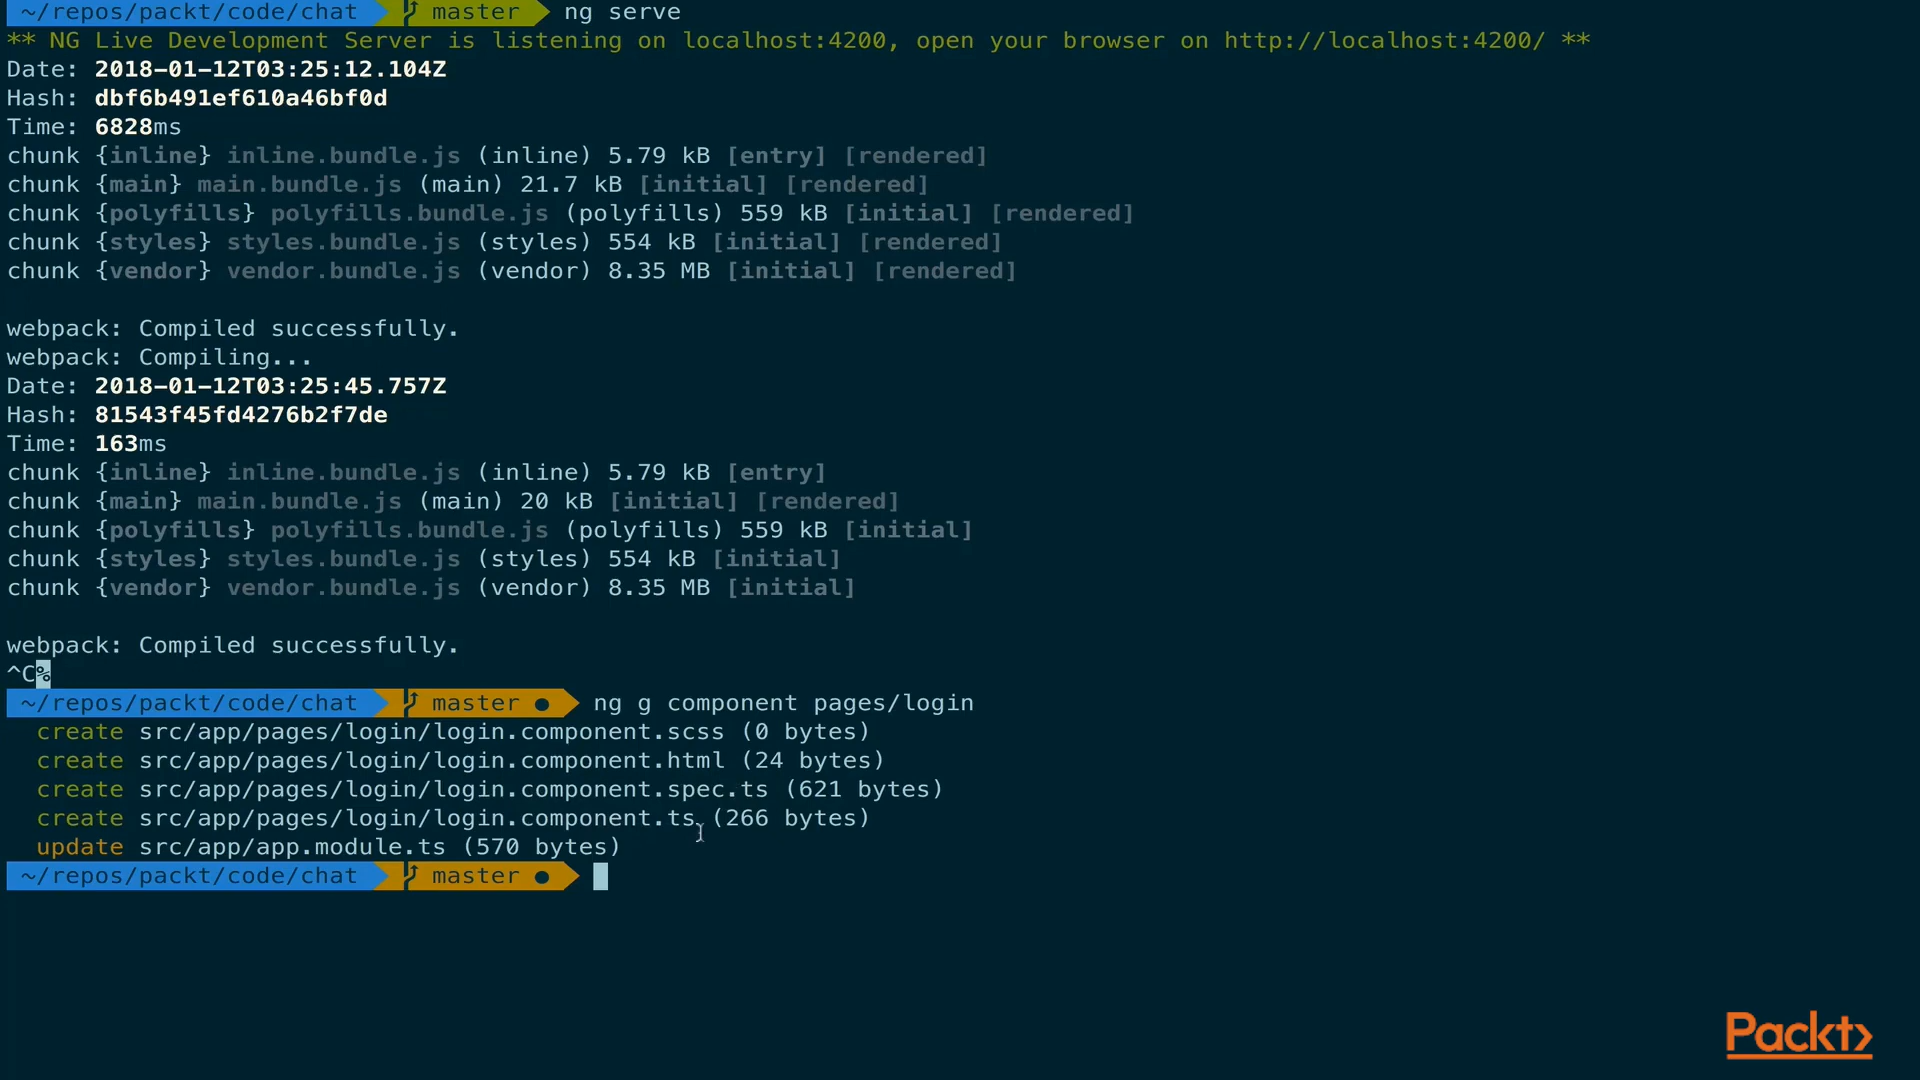 ~/repos/packt/code/chat master ng serve
** NG Live Development Server is listening on localhost:4200, open your browser on http://localhost:4200/ **
Date: 2018-01-12T03:25:12.104Z
Hash: dbf6b491ef610a46bf0d
Time: 6828ms
chunk {inline} inline.bundle.js (inline) 5.79 kB [entry] [rendered]
chunk {main} main.bundle.js (main) 21.7 kB [initial] [rendered]
chunk {polyfills} polyfills.bundle.js (polyfills) 559 kB [initial] [rendered]
chunk {styles} styles.bundle.js (styles) 554 kB [initial] [rendered]
chunk {vendor} vendor.bundle.js (vendor) 8.35 MB [initial] [rendered]
webpack: Compiled successfully.
webpack: Compiling...
Date: 2018-01-12T03:25:45.757Z
Hash: 81543f45fd4276b2f7de
Time: 163ms
chunk {inline} inline.bundle.js (inline) 5.79 kB [entry]
chunk {main} main.bundle.js (main) 20 kB [initial] [rendered]
chunk {polyfills} polyfills.bundle.js (polyfills) 559 kB [initial]
chunk {styles} styles.bundle.js (styles) 554 kB [initial]
chunk {vendor} vendor.bundle.js (vendor) 8.35 MB [initial]
webpack: Compiled successfully.
^C%
~/repos/packt/code/chat master ● ng g component pages/login
create src/app/pages/login/login.component.scss (0 bytes)
create src/app/pages/login/login.component.html (24 bytes)
create src/app/pages/login/login.component.spec.ts (621 bytes)
create src/app/pages/login/login.component.ts (266 bytes)
update src/app/app.module.ts (570 bytes)
~/repos/packt/code/chat master ●
Packt>